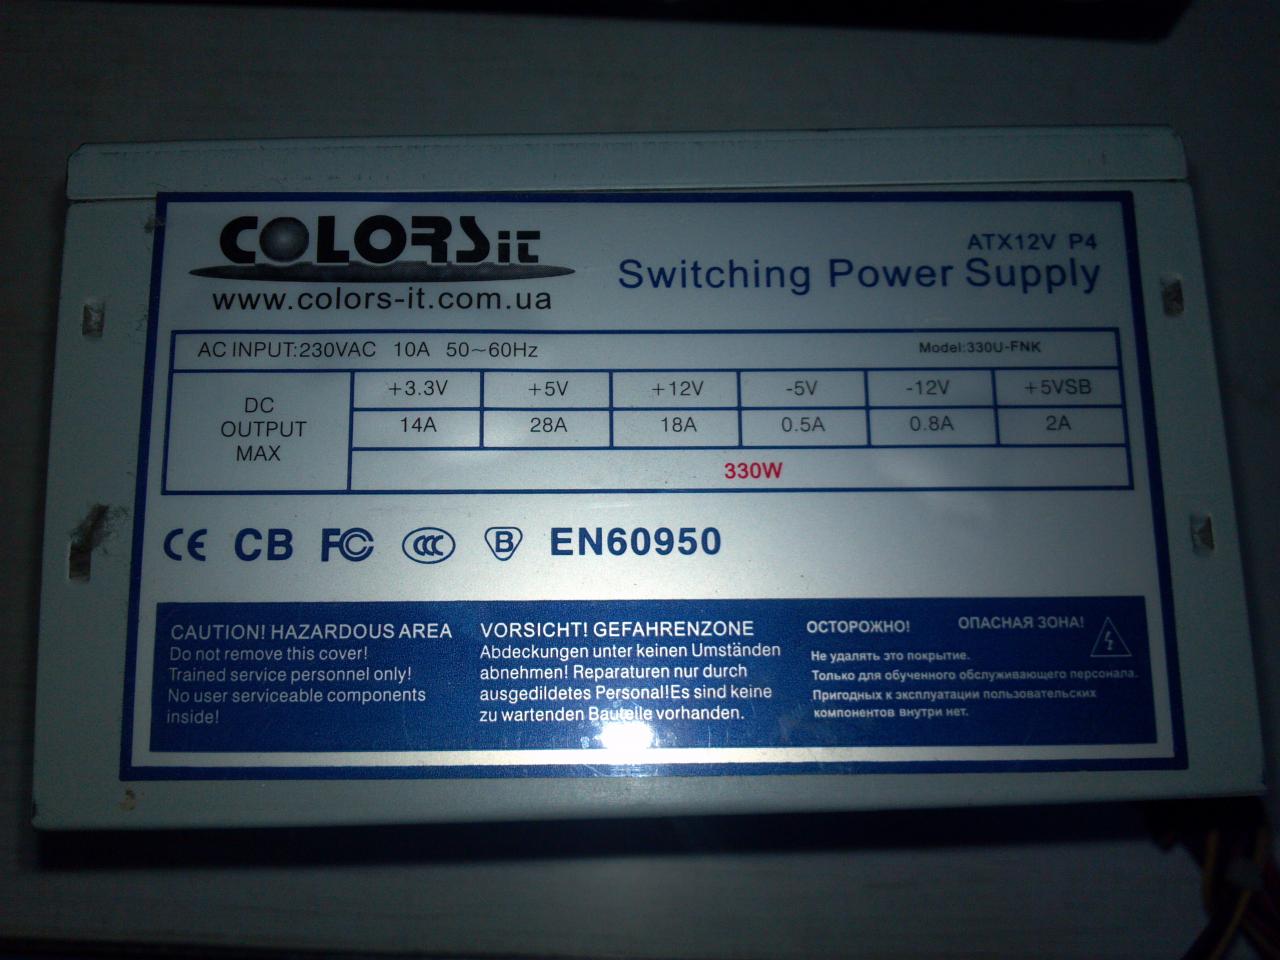 COLORSit
www.colors-it.com.ua
ATX12V P4
Switching Power Supply
AC INPUT:230VAC 10A 50~60Hz Model:330U-FNK
DC OUTPUT MAX
+3.3V +5V +12V -5V -12V +5VSB
14A 28A 18A 0.5A 0.8A 2A
330W
CE CB FC CCC B EN60950
CAUTION! HAZARDOUS AREA
Do not remove this cover!
Trained service personnel only!
No user serviceable components
inside!
VORSICHT! GEFAHRENZONE
Abdeckungen unter keinen Umständen
abnehmen! Reparaturen nur durch
ausgedildetes Personal!Es sind keine
zu wartenden Bauteile vorhanden.
ОСТОРОЖНО! ОПАСНАЯ ЗОНА!
Не удалять это покрытие.
Только для обученного обслуживающего персонала.
Пригодных к эксплуатации пользовательских
компонентов внутри нет.